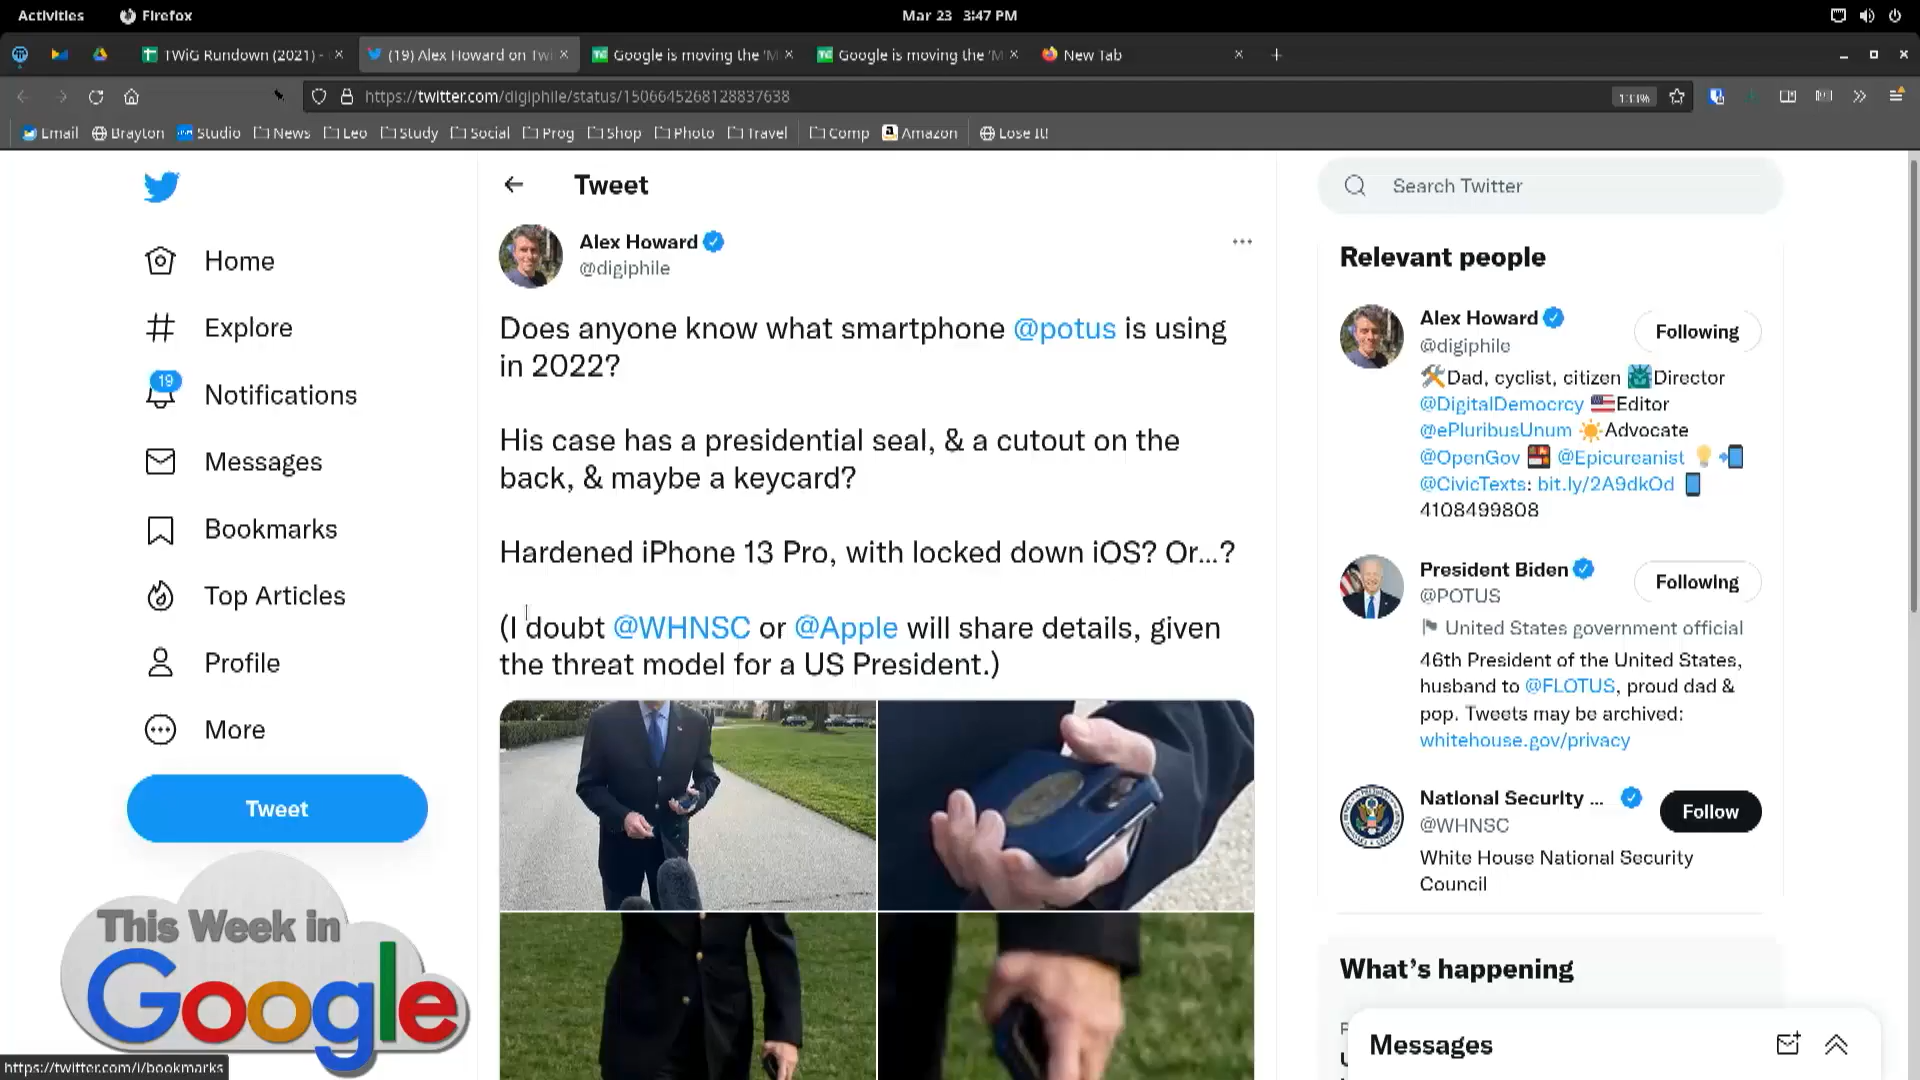 Activities Firefox Mar 23 3:47 PM
TWiG Rundown (2021) - (19) Alex Howard on Twi Google is moving the 'M Google is moving the 'M New Tab
https://twitter.com/digiphile/status/1506645268128837638 133%
Email Brayton Studio News Leo Study Social Prog Shop Photo Travel Comp Amazon Lose It!
Home
Explore
19
Notifications
Messages
Bookmarks
Top Articles
Profile
More
Tweet
This Week in
Google
https://twitter.com/i/bookmarks
Tweet
Alex Howard
@digiphile
Does anyone know what smartphone @potus is using
in 2022?
His case has a presidential seal, & a cutout on the
back, & maybe a keycard?
Hardened iPhone 13 Pro, with locked down iOS? Or...?
(I doubt @WHNSC or @Apple will share details, given
the threat model for a US President.)
Search Twitter
Relevant people
Alex Howard
Following
@digiphile
Dad, cyclist, citizen Director
@DigitalDemocrcy Editor
@ePluribusUnum Advocate
@OpenGov @Epicureanist
@CivicTexts: bit.ly/2A9dkOd
4108499808
President Biden
Following
@POTUS
United States government official
46th President of the United States,
husband to @FLOTUS, proud dad &
pop. Tweets may be archived:
whitehouse.gov/privacy
National Security ...
Follow
@WHNSC
White House National Security
Council
What's happening
Messages